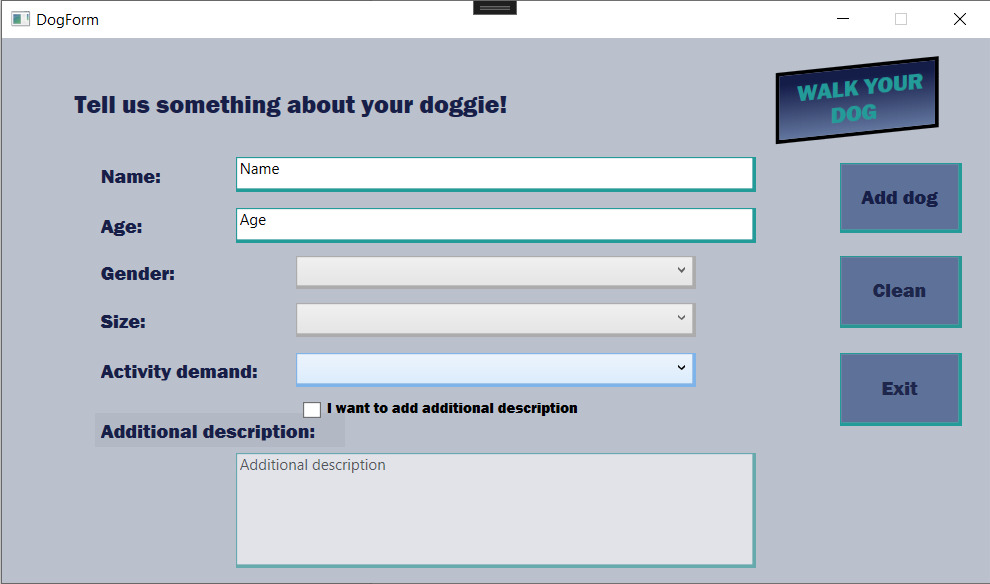 DogForm
WALK YOUR
DOG
Tell us something about your doggie!
Name:
Name
Add dog
Age:
Age
Gender:
Clean
Size:
Activity demand:
Exit
I want to add additional description
Additional description:
Additional description